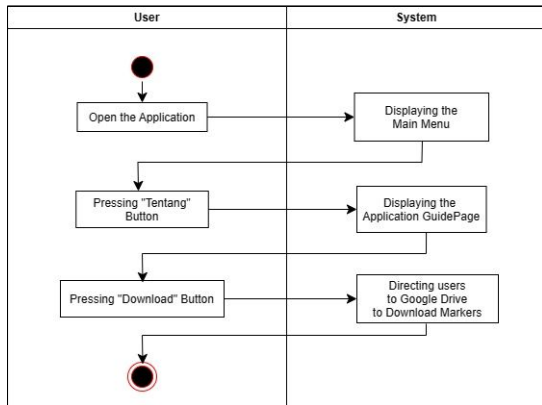 User
System
Open the Application
Displaying the
Main Menu
Pressing "Tentang"
Button
Displaying the
Application GuidePage
Pressing "Download" Button
Directing users
to Google Drive
to Download Markers